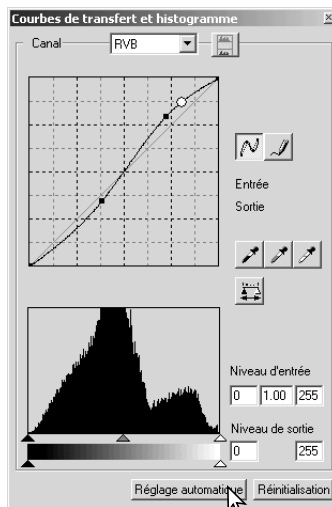 Courbes de transfert et histogramme
Canal RVB
Entrée
Sortie
Niveau d'entrée
0 1.00 255
Niveau de sortie
0 255
Réglage automatique Réinitialisation